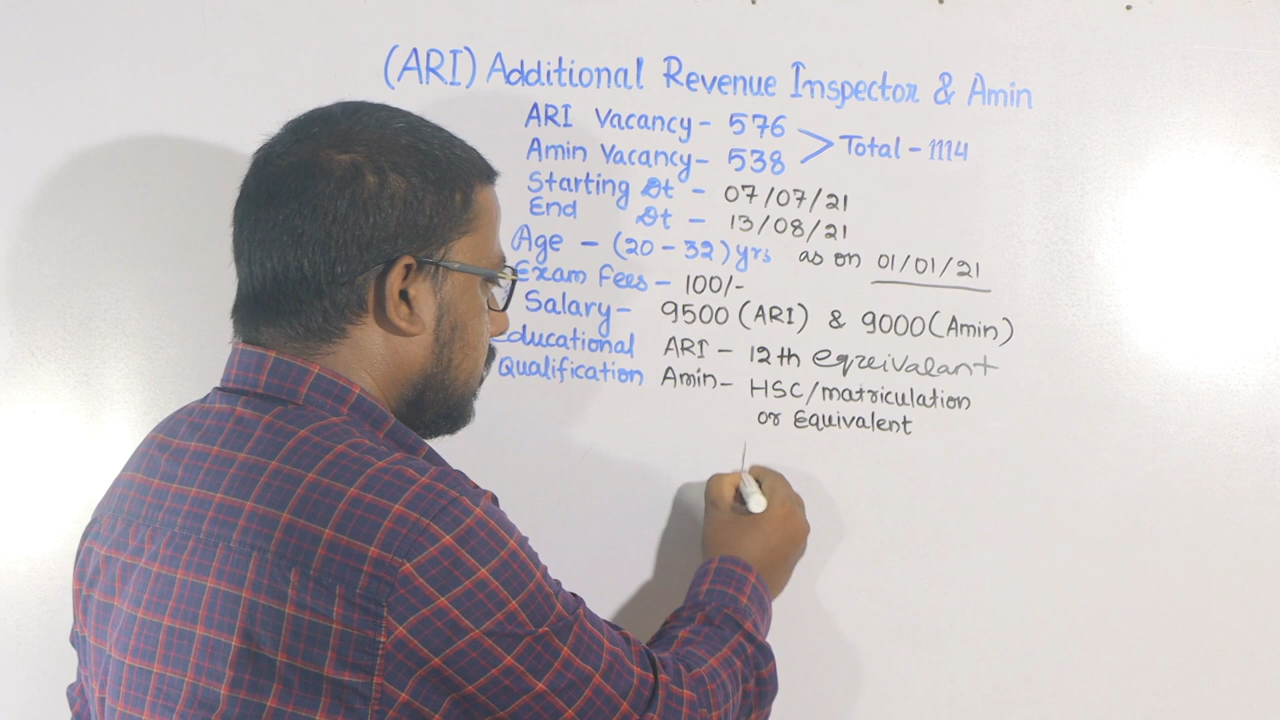 (ARI) Additional Revenue Inspector & Amin
ARI Vacancy - 576
Amin Vacancy - 538 > Total - 1114
Starting Dt - 07/07/21
End Dt - 13/08/21
Age - (20-32) yrs as on 01/01/21
Exam Fees - 100/-
Salary - 9500 (ARI) & 9000 (Amin)
Educational ARI - 12th equivalant
Qualification Amin - HSC/matriculation
or Equivalent